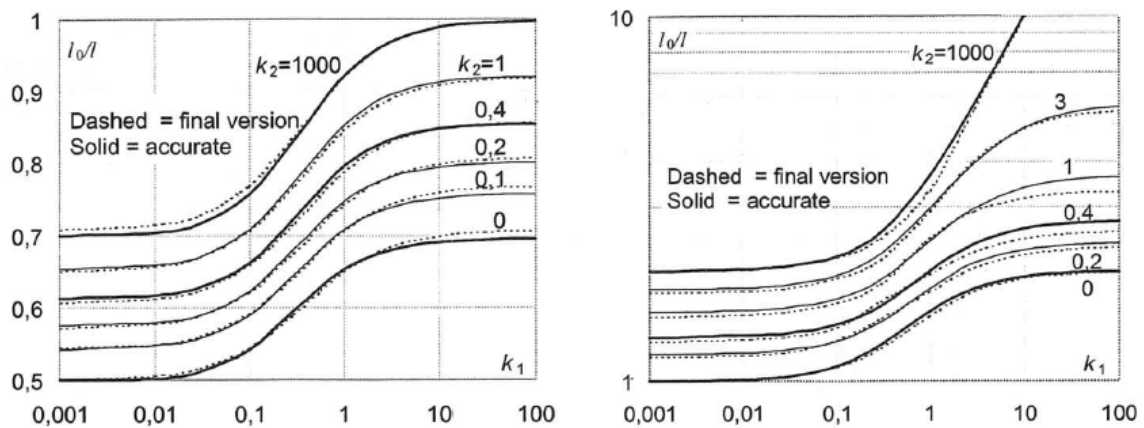 1
l₀/l
k₂=1000
k₂=1
0,9
0,4
Dashed = final version
Solid = accurate
0,2
0,8
0,1
0
0,7
0,6
k₁
0,5
0,001 0,01 0,1 1 10 100
10
l₀/l
k₂=1000
3
Dashed = final version
Solid = accurate
1
0,4
0,2
0
k₁
1
0,001 0,01 0,1 1 10 100